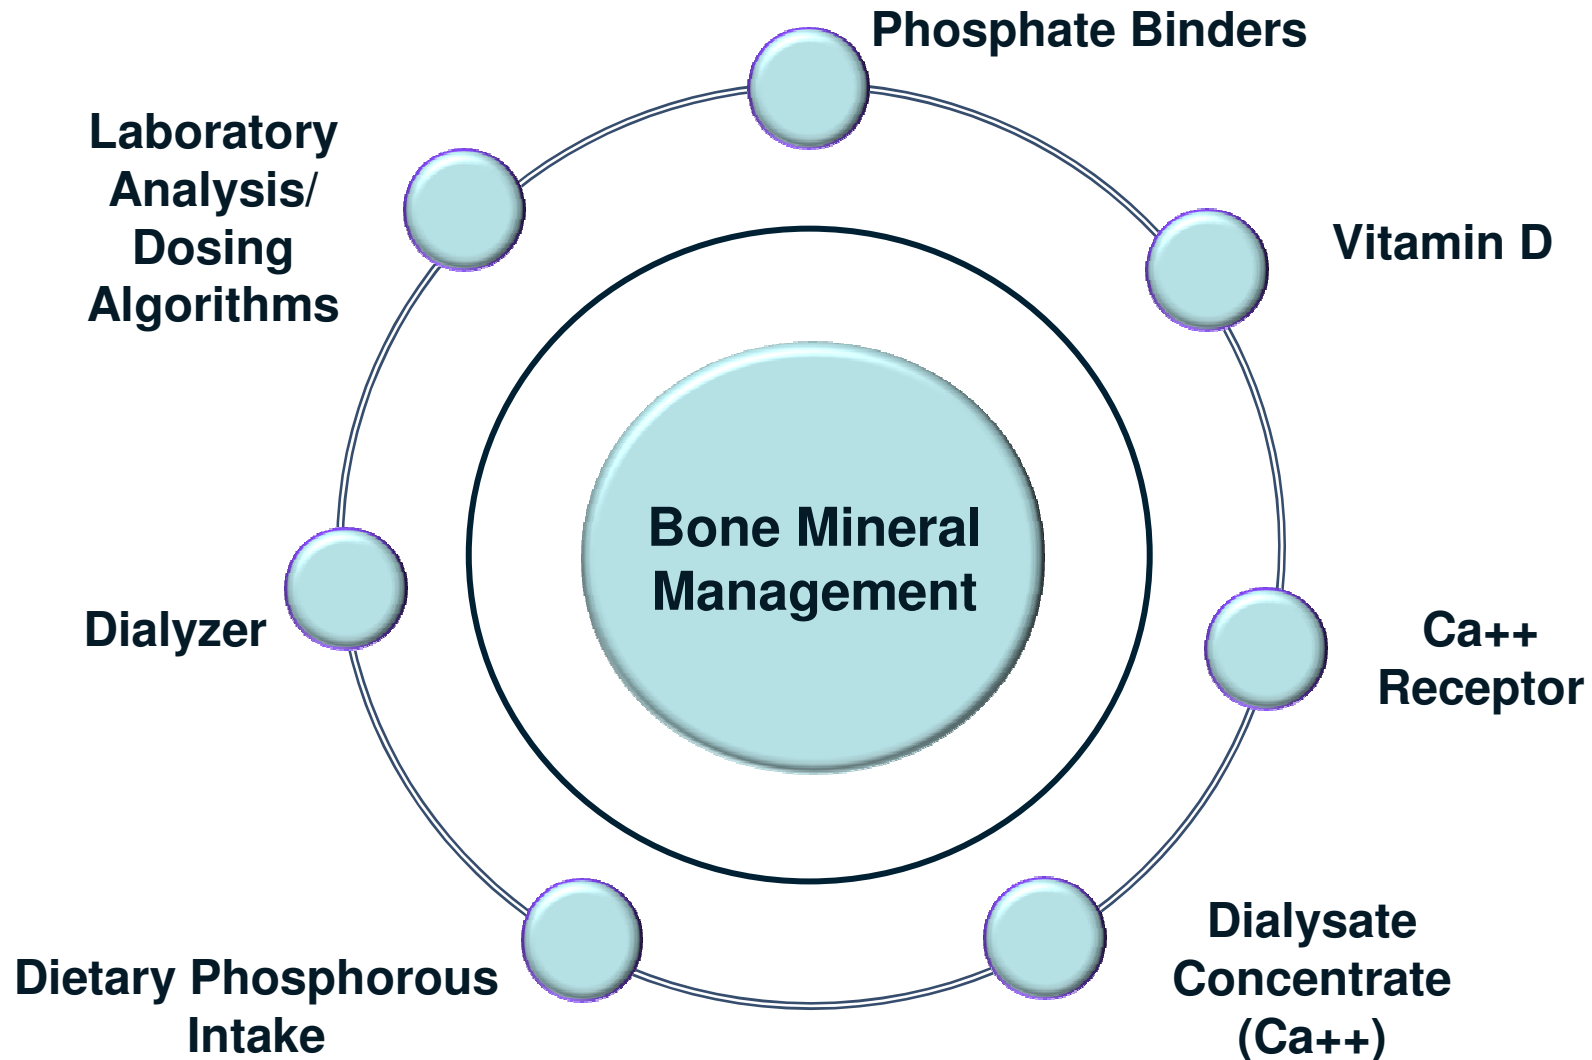 Phosphate Binders
Laboratory
Analysis/
Dosing
Algorithms
Vitamin D
Bone Mineral
Management
Dialyzer
Ca++
Receptor
Dietary Phosphorous
Intake
Dialysate
Concentrate
(Ca++)